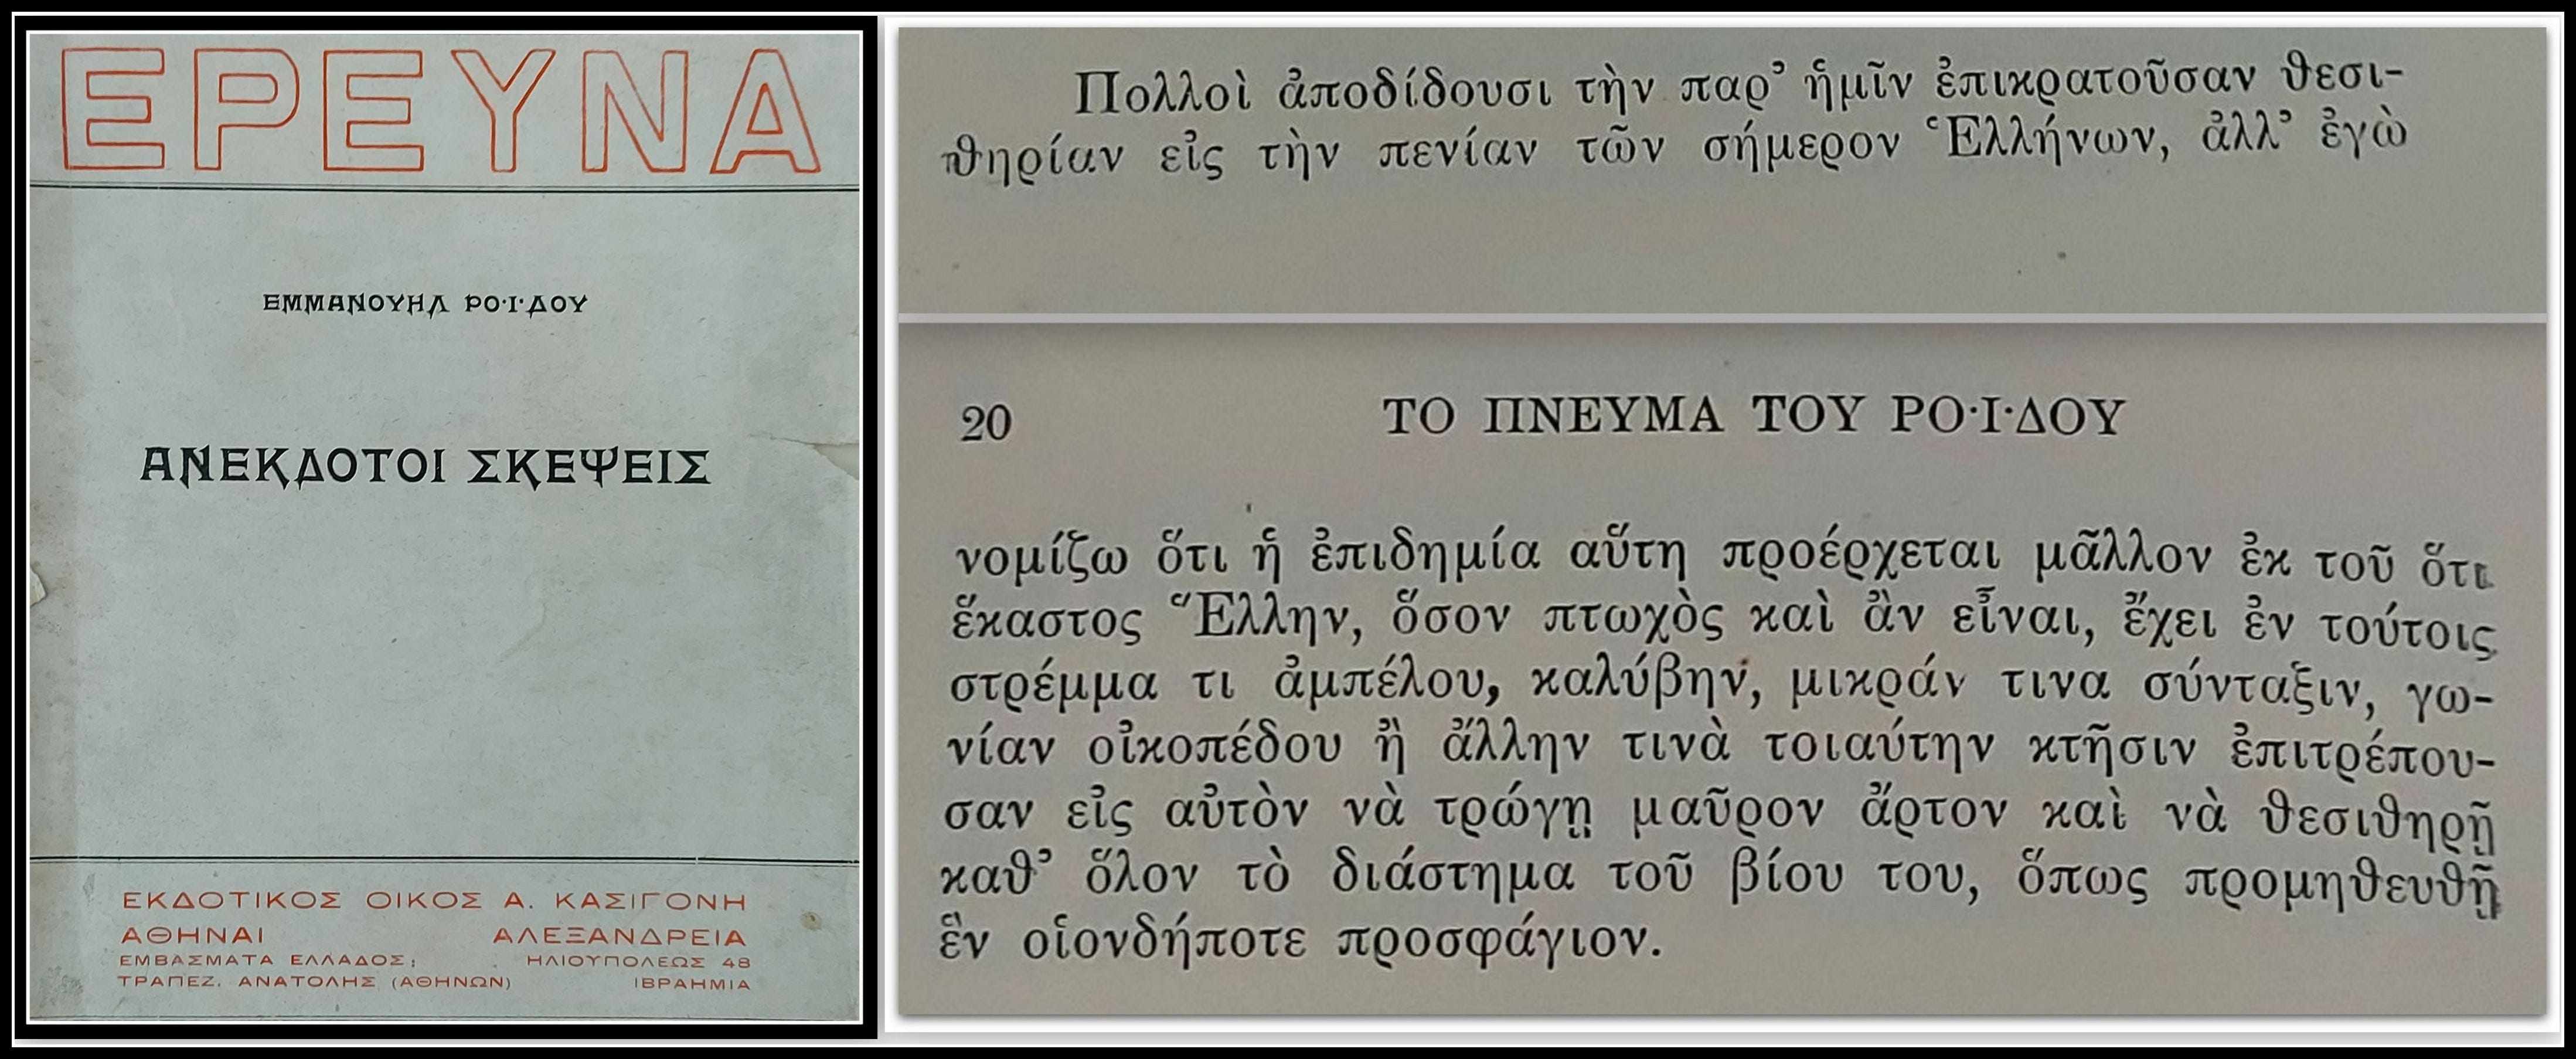 ΕΡΕΥΝΑ
ΕΜΜΑΝΟΥΗΛ ΡΟ·Ι·ΔΟΥ
ΑΝΕΚΔΟΤΟΙ ΣΚΕΨΕΙΣ
ΕΚΔΟΤΙΚΟΣ ΟΙΚΟΣ Α. ΚΑΣΙΓΟΝΗ
ΑΘΗΝΑΙ ΑΛΕΞΑΝΔΡΕΙΑ
ΕΜΒΑΣΜΑΤΑ ΕΛΛΑΔΟΣ: ΗΛΙΟΥΠΟΛΕΩΣ 48
ΤΡΑΠΕΖ. ΑΝΑΤΟΛΗΣ (ΑΘΗΝΩΝ) ΙΒΡΑΗΜΙΑ
Πολλοὶ ἀποδίδουσι τὴν παρ’ ἡμῖν ἐπικρατοῦσαν θεσι-
θηρίαν εἰς τὴν πενίαν τῶν σήμερον Ἑλλήνων, ἀλλ’ ἐγὼ
20 ΤΟ ΠΝΕΥΜΑ ΤΟΥ ΡΟ·Ι·ΔΟΥ
νομίζω ὅτι ἡ ἐπιδημία αὕτη προέρχεται μᾶλλον ἐκ τοῦ ὅτι
ἕκαστος Ἕλλην, ὅσον πτωχὸς καὶ ἂν εἶναι, ἔχει ἐν τούτοις
στρέμμα τι ἀμπέλου, καλύβην, μικράν τινα σύνταξιν, γω-
νίαν οἰκοπέδου ἢ ἄλλην τινὰ τοιαύτην κτῆσιν ἐπιτρέπου-
σαν εἰς αὐτὸν νὰ τρώγῃ μαῦρον ἄρτον καὶ νὰ θεσιθηρῇ
καθ’ ὅλον τὸ διάστημα τοῦ βίου του, ὅπως προμηθευθῇ
ἓν οἱονδήποτε προσφάγιον.